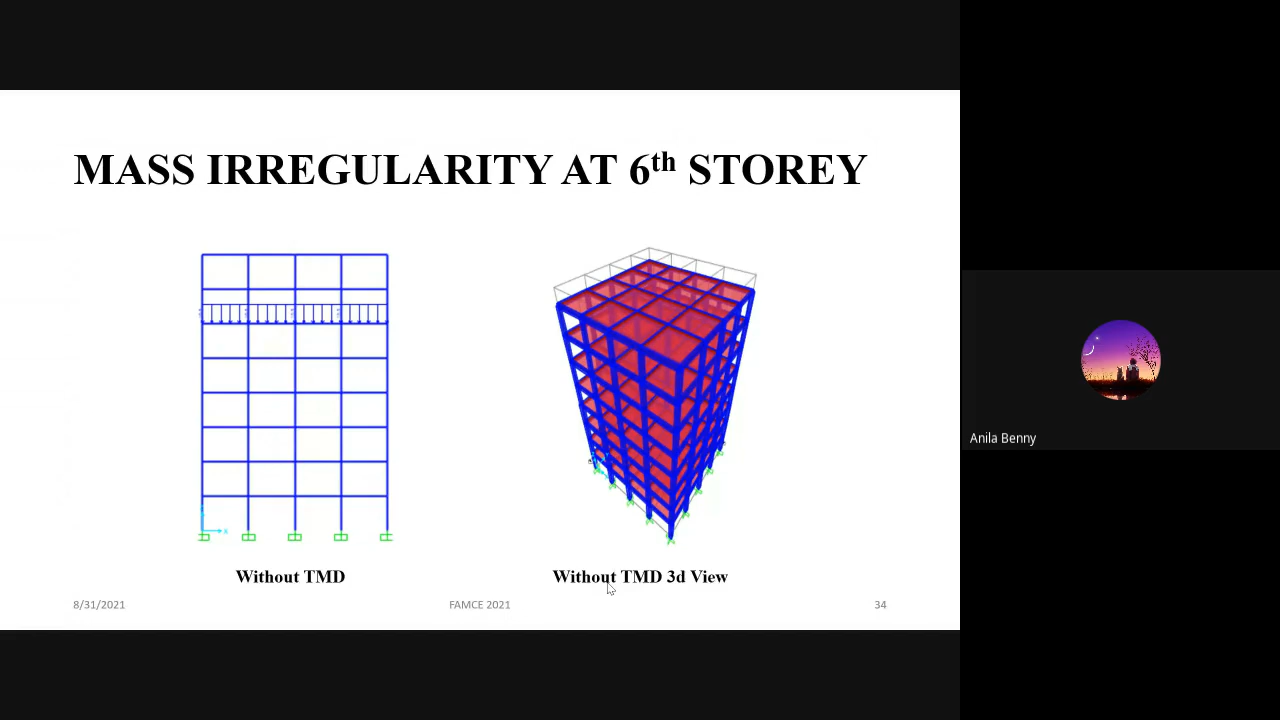 MASS IRREGULARITY AT 6th STOREY
Without TMD
Without TMD 3d View
8/31/2021
FAMCE 2021
34
Anila Benny
X